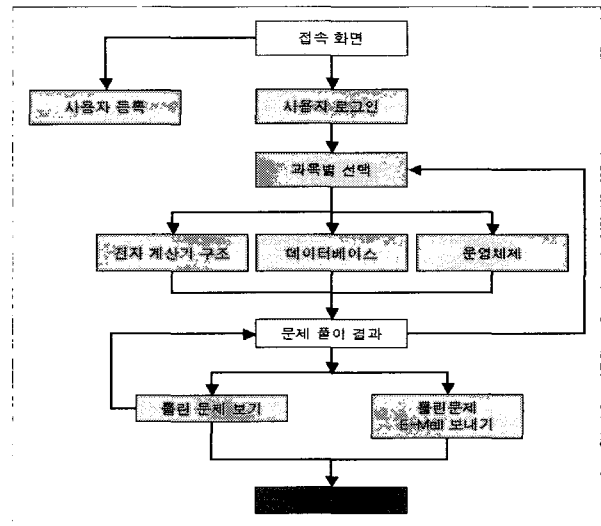 접속 화면
사용자 등록
사용자 로그인
과목별 선택
전자 계산기 구조
데이터베이스
운영체제
문제 풀이 결과
틀린 문제 보기
틀린문제
E-Mail 보내기